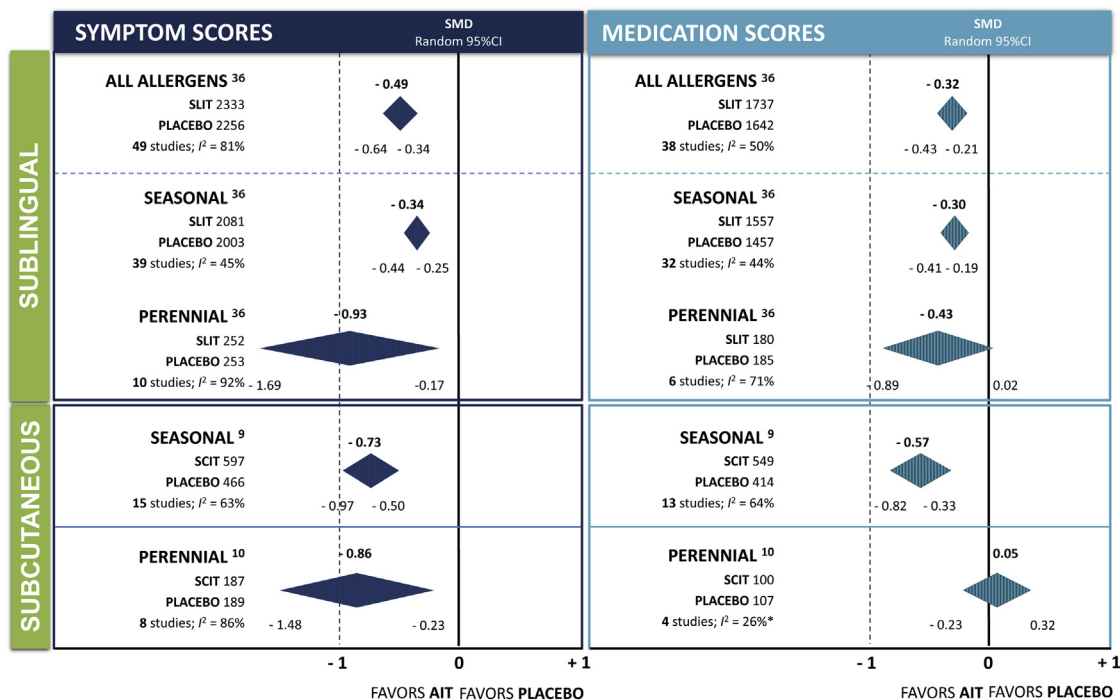 SYMPTOM SCORES
SMD
Random 95%CI
MEDICATION SCORES
SMD
Random 95%CI
SUBLINGUAL
ALL ALLERGENS 36
- 0.49
SLIT 2333
PLACEBO 2256
49 studies; I² = 81%
- 0.64 - 0.34
ALL ALLERGENS 36
- 0.32
SLIT 1737
PLACEBO 1642
38 studies; I² = 50%
- 0.43 - 0.21
SEASONAL 36
- 0.34
SLIT 2081
PLACEBO 2003
39 studies; I² = 45%
- 0.44 - 0.25
SEASONAL 36
- 0.30
SLIT 1557
PLACEBO 1457
32 studies; I² = 44%
- 0.41 - 0.19
PERENNIAL 36
- 0.93
SLIT 252
PLACEBO 253
10 studies; I² = 92%
- 1.69 -0.17
PERENNIAL 36
- 0.43
SLIT 180
PLACEBO 185
6 studies; I² = 71%
-0.89 0.02
SUBCUTANEOUS
SEASONAL 9
- 0.73
SCIT 597
PLACEBO 466
15 studies; I² = 63%
- 0.97 - 0.50
SEASONAL 9
- 0.57
SCIT 549
PLACEBO 414
13 studies; I² = 64%
- 0.82 - 0.33
PERENNIAL 10
- 0.86
SCIT 187
PLACEBO 189
8 studies; I² = 86%
- 1.48 -0.23
PERENNIAL 10
0.05
SCIT 100
PLACEBO 107
4 studies; I² = 26%*
- 0.23 0.32
- 1 0 + 1
- 1 0 + 1
FAVORS AIT FAVORS PLACEBO
FAVORS AIT FAVORS PLACEBO